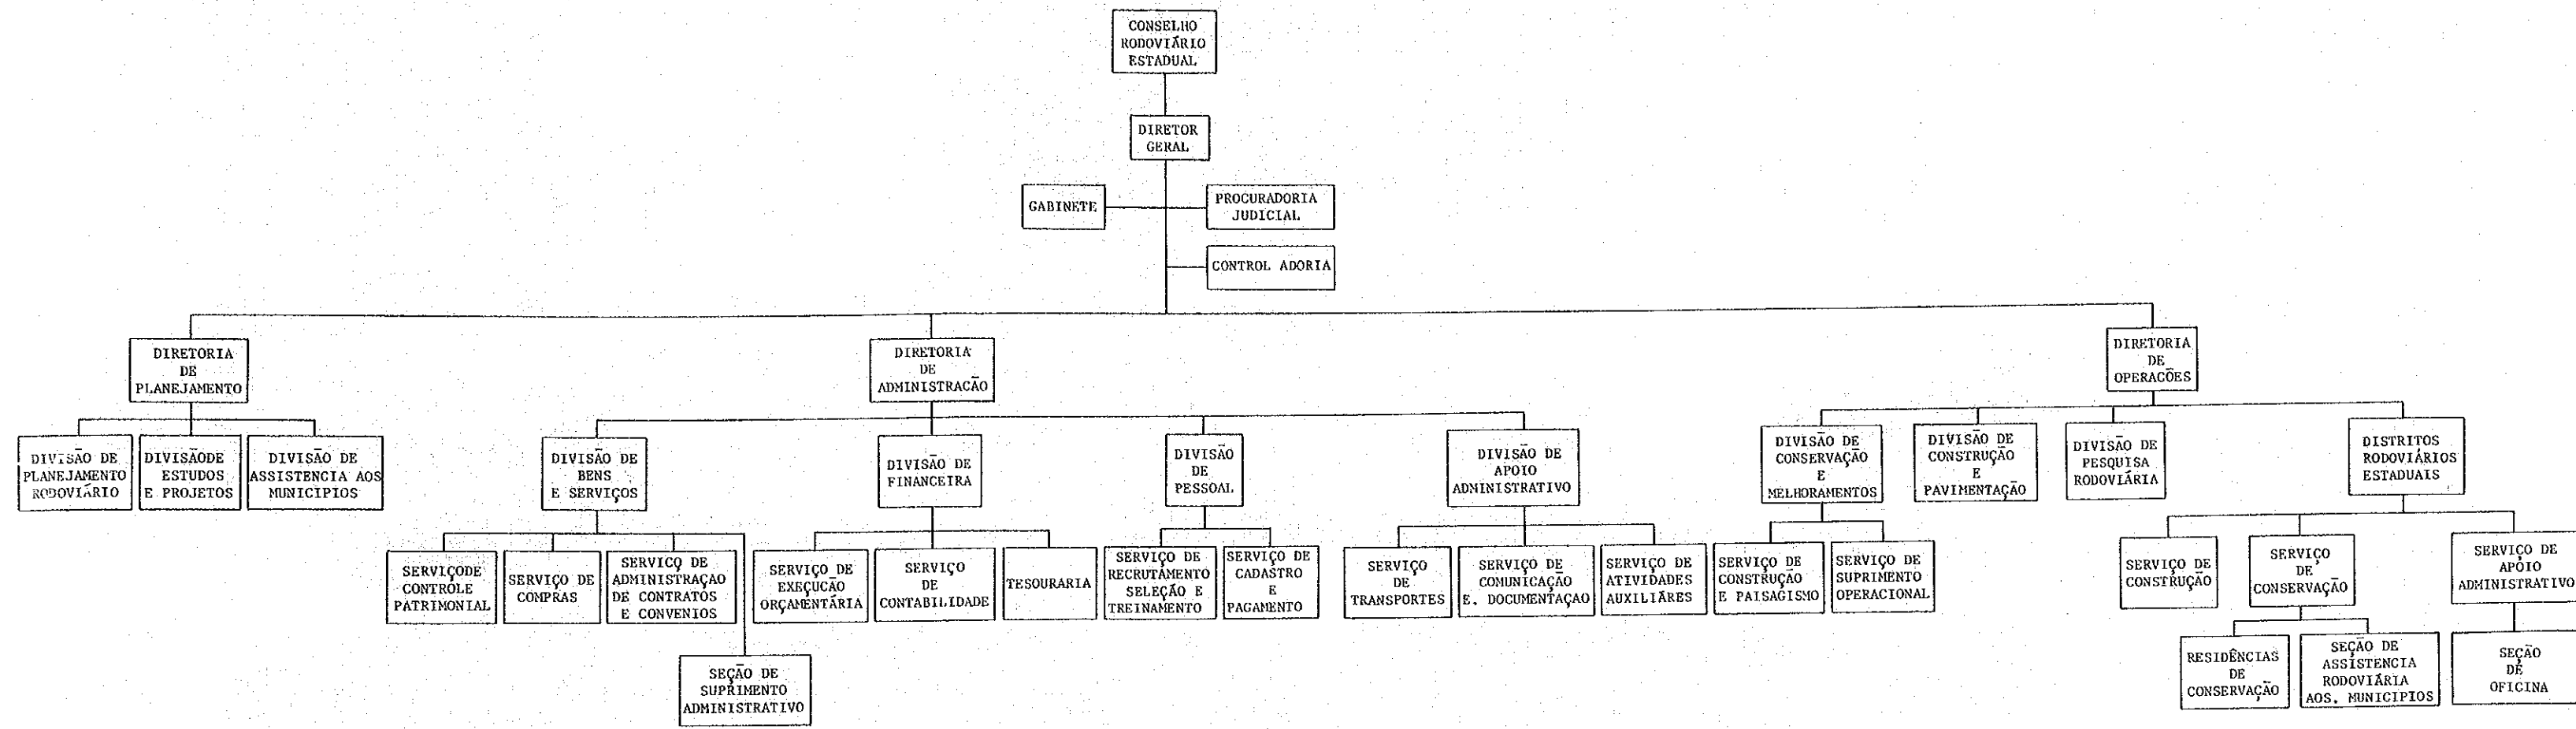 CONSELHO
RODOVIÁRIO
ESTADUAL
DIRETOR
GERAL
GABINETE
PROCURADORIA
JUDICIAL
CONTROL ADORIA
DIRETORIA
DE
PLANEJAMENTO
DIRETORIA
DE
ADMINISTRACÃO
DIRETORIA
DE
OPERACÕES
DIVISÃO DE
PLANEJAMENTO
RODOVIÁRIO
DIVISÃODE
ESTUDOS
E PROJETOS
DIVISÃO DE
ASSISTENCIA AOS
MUNICIPIOS
DIVISÃO DE
BENS
E SERVIÇOS
DIVISÃO DE
FINANCEIRA
DIVISÃO
DE
PESSOAL
DIVISÃO DE
APOIO
ADMINISTRATIVO
DIVISÃO DE
CONSERVAÇÃO
E
MELHORAMENTOS
DIVISÃO DE
CONSTRUÇÃO
E
PAVIMENTAÇÃO
DIVISÃO DE
PESQUISA
RODOVIÁRIA
DISTRITOS
RODOVIÁRIOS
ESTADUAIS
SERVIÇODE
CONTROLE
PATRIMONIAL
SERVIÇO DE
COMPRAS
SERVIÇO DE
ADMINISTRAÇAO
DE CONTRATOS
E CONVENIOS
SERVIÇO DE
EXEÇUCÃO
ORÇAMENTÁRIA
SERVIÇO
DE
CONTABILIDADE
TESOURARIA
SERVIÇO DE
RECRUTAMENTO
SELEÇÃO E
TREINAMENTO
SERVIÇO DE
CADASTRO
E
PAGAMENTO
SERVIÇO
DE
TRANSPORTES
SERVIÇO DE
COMUNICAÇÃO
E. DOCUMENTAÇAO
SERVIÇO DE
ATIVIDADES
AUXILIÁRES
SERVIÇO DE
CONSTRUÇÃO
E PAISAGISMO
SERVIÇO DE
SUPRIMENTO
OPERACIONAL
SERVIÇO DE
CONSTRUÇÃO
SERVIÇO
DE
CONSERVAÇÃO
SERVIÇO DE
APOIO
ADMINISTRATIVO
SEÇÃO DE
SUPRIMENTO
ADMINISTRATIVO
RESIDÊNCIAS
DE
CONSERVAÇÃO
SEÇÃO DE
ASSISTENCIA
RODOVIÁRIA
AOS. MUNICIPIOS
SEÇÃO
DE
OFICINA